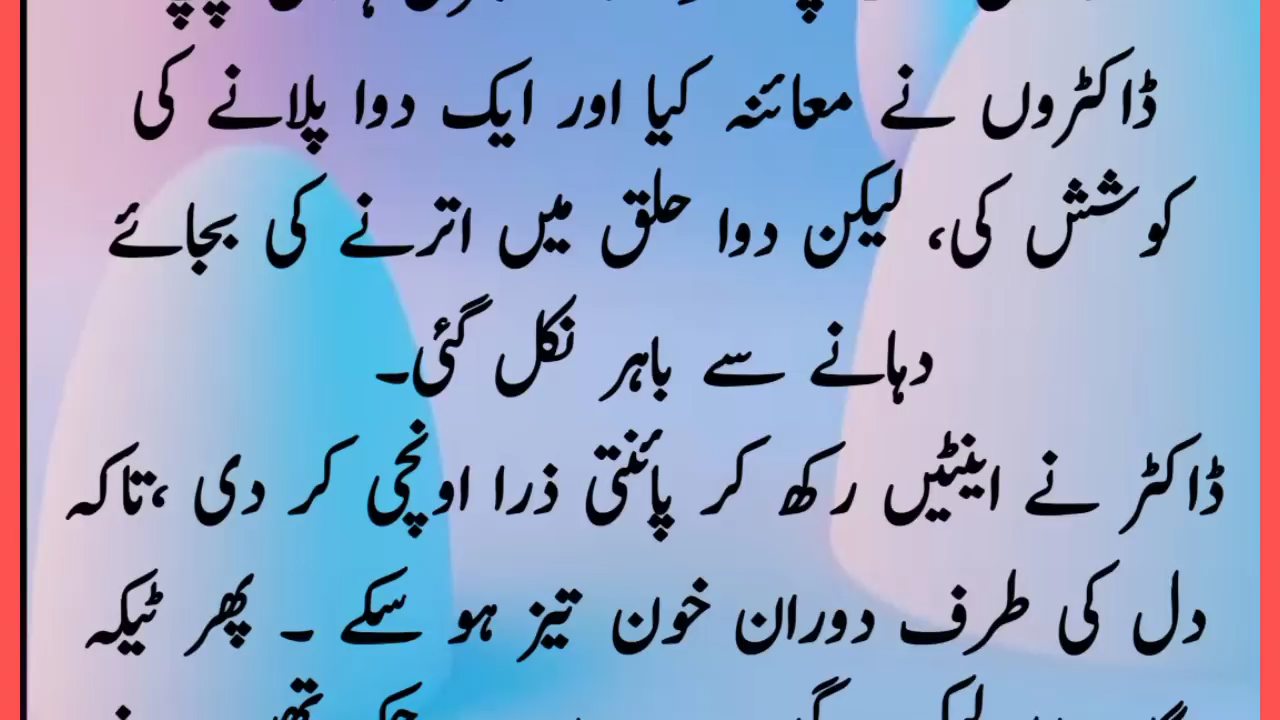 ڈاکٹروں نے معائنہ کیا اور ایک دوا پلانے کی
کوشش کی، لیکن دوا حلق میں اترنے کی بجائے
دہانے سے باہر نکل گئی۔
ڈاکٹر نے اینٹیں رکھ کر پائنتی ذرا اونچی کر دی ،تاکہ
دل کی طرف دوران خون تیز ہو سکے ۔ پھر ٹیکہ